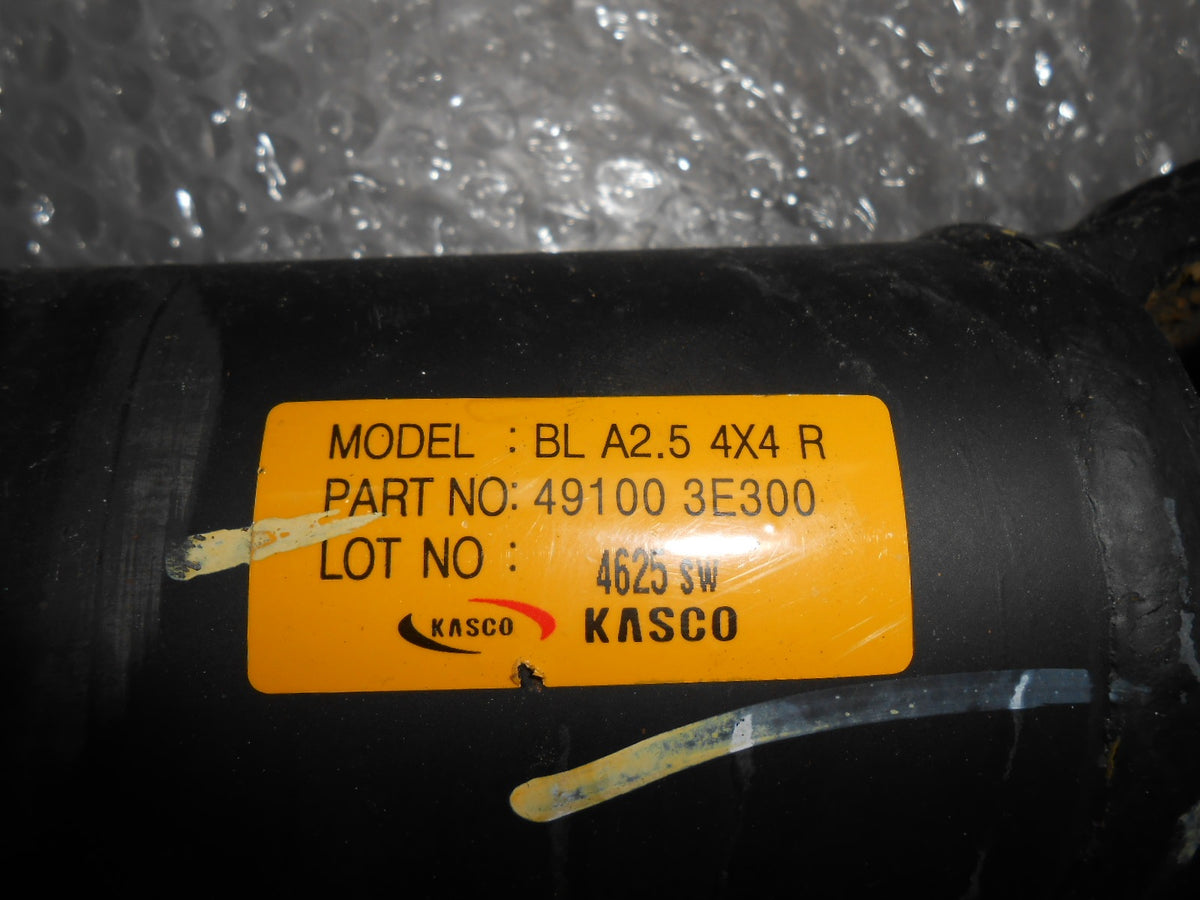 MODEL : BL A2.5 4X4 R
PART NO: 49100 3E300
LOT NO : 4625 SW
KASCO KASCO